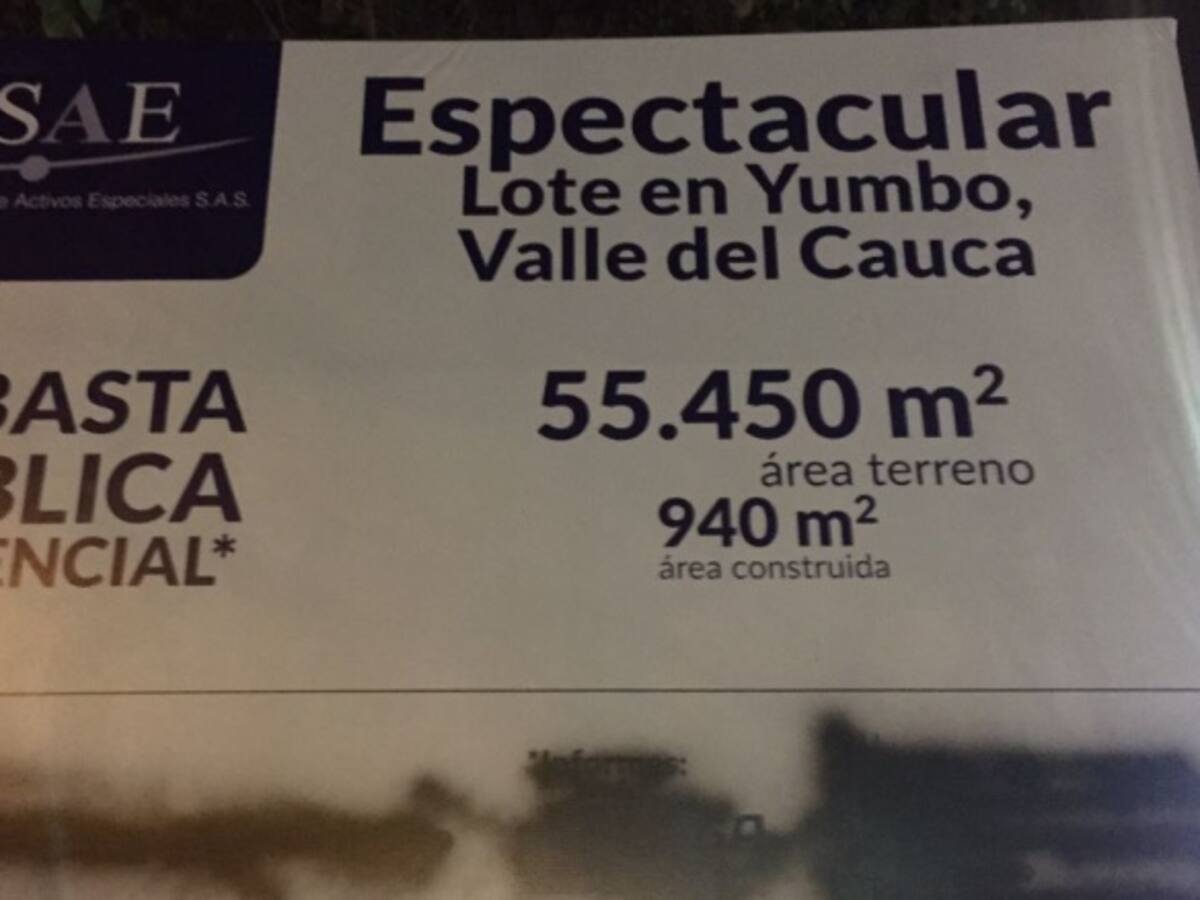 SAE
e Activos Especiales S.A.S.
Espectacular
Lote en Yumbo,
Valle del Cauca
BASTA
BLICA
ENCIAL*
55.450 m²
área terreno
940 m²
área construida
*Informes: